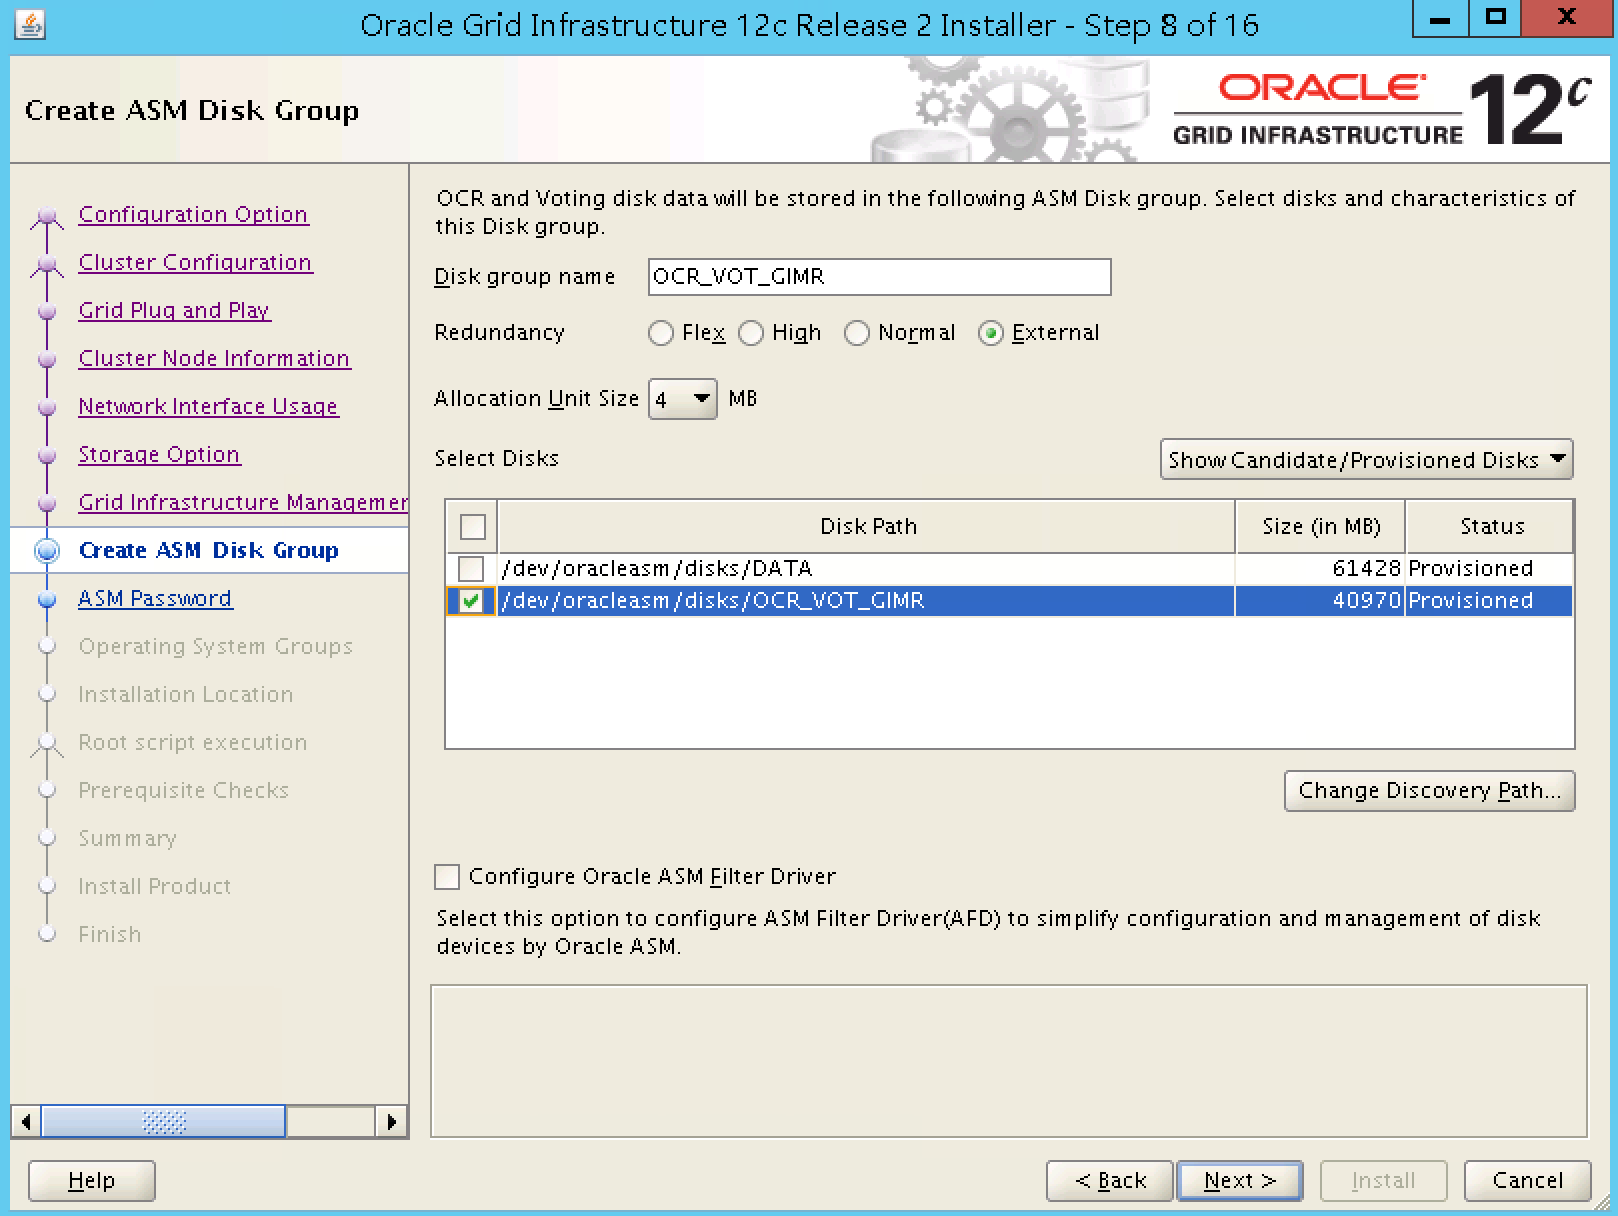 Oracle Grid Infrastructure 12c Release 2 Installer - Step 8 of 16
Create ASM Disk Group
ORACLE
GRID INFRASTRUCTURE
12c
Configuration Option
Cluster Configuration
Grid Plug and Play
Cluster Node Information
Network Interface Usage
Storage Option
Grid Infrastructure Managemer
Create ASM Disk Group
ASM Password
Operating System Groups
Installation Location
Root script execution
Prerequisite Checks
Summary
Install Product
Finish
OCR and Voting disk data will be stored in the following ASM Disk group. Select disks and characteristics of
this Disk group.
Disk group name OCR_VOT_GIMR
Redundancy Flex High Normal External
Allocation Unit Size 4 MB
Select Disks Show Candidate/Provisioned Disks
Disk Path Size (in MB) Status
/dev/oracleasm/disks/DATA 61428 Provisioned
/dev/oracleasm/disks/OCR_VOT_GIMR 40970 Provisioned
Change Discovery Path...
Configure Oracle ASM Filter Driver
Select this option to configure ASM Filter Driver(AFD) to simplify configuration and management of disk
devices by Oracle ASM.
Help < Back Next > Install Cancel